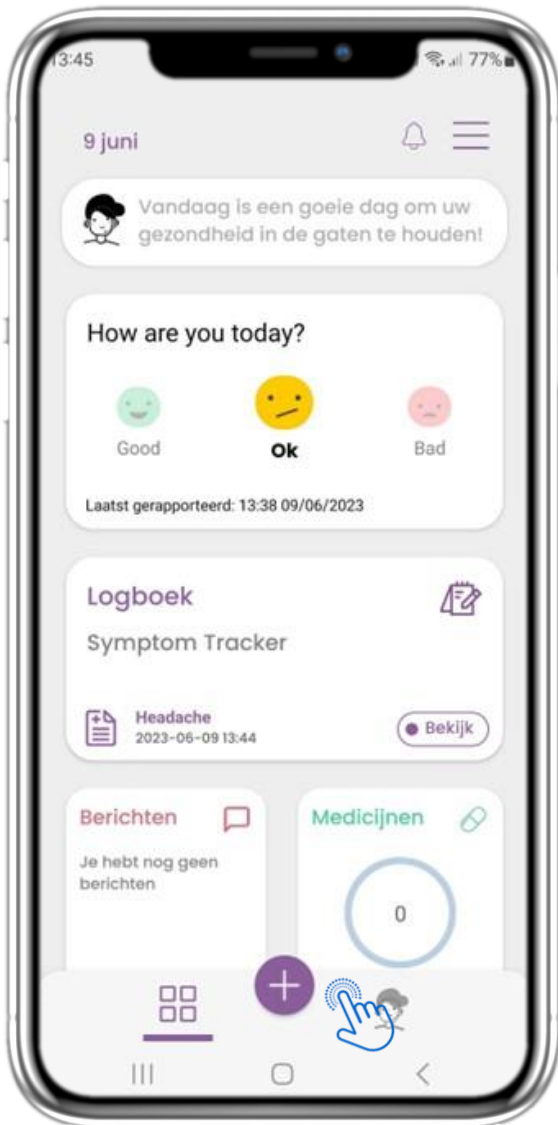 13:45
77%
9 juni
Vandaag is een goeie dag om uw
gezondheid in de gaten te houden!
How are you today?
Good
Ok
Bad
Laatst gerapporteerd: 13:38 09/06/2023
Logboek
Symptom Tracker
Headache
2023-06-09 13:44
Bekijk
Berichten
Je hebt nog geen
berichten
Medicijnen
0